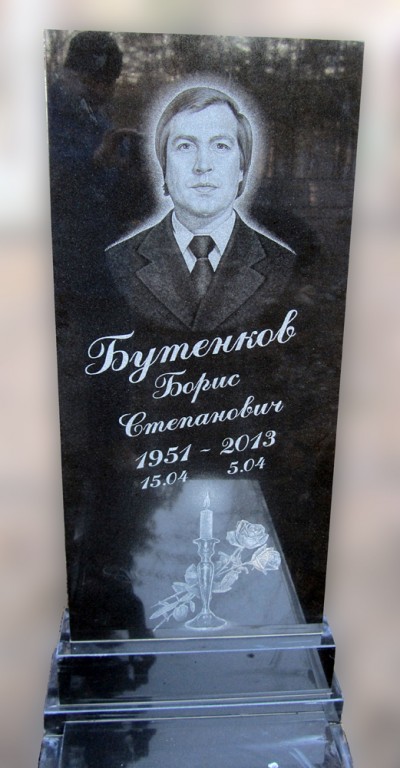 Бутенков
Борис
Степанович
1951 - 2013
15.04 5.04